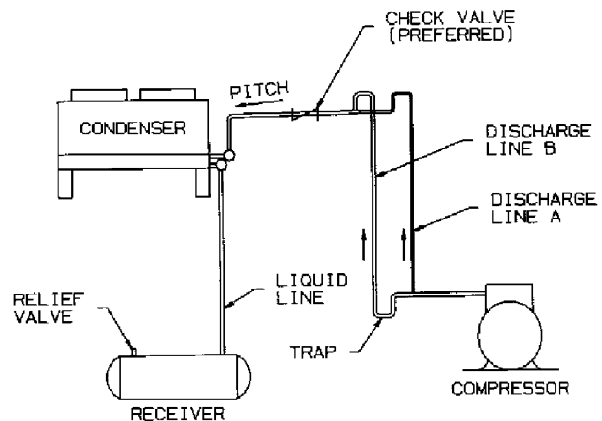 CHECK VALVE
(PREFERRED)
PITCH
CONDENSER
DISCHARGE
LINE B
DISCHARGE
LINE A
LIQUID
LINE
RELIEF
VALVE
TRAP
COMPRESSOR
RECEIVER